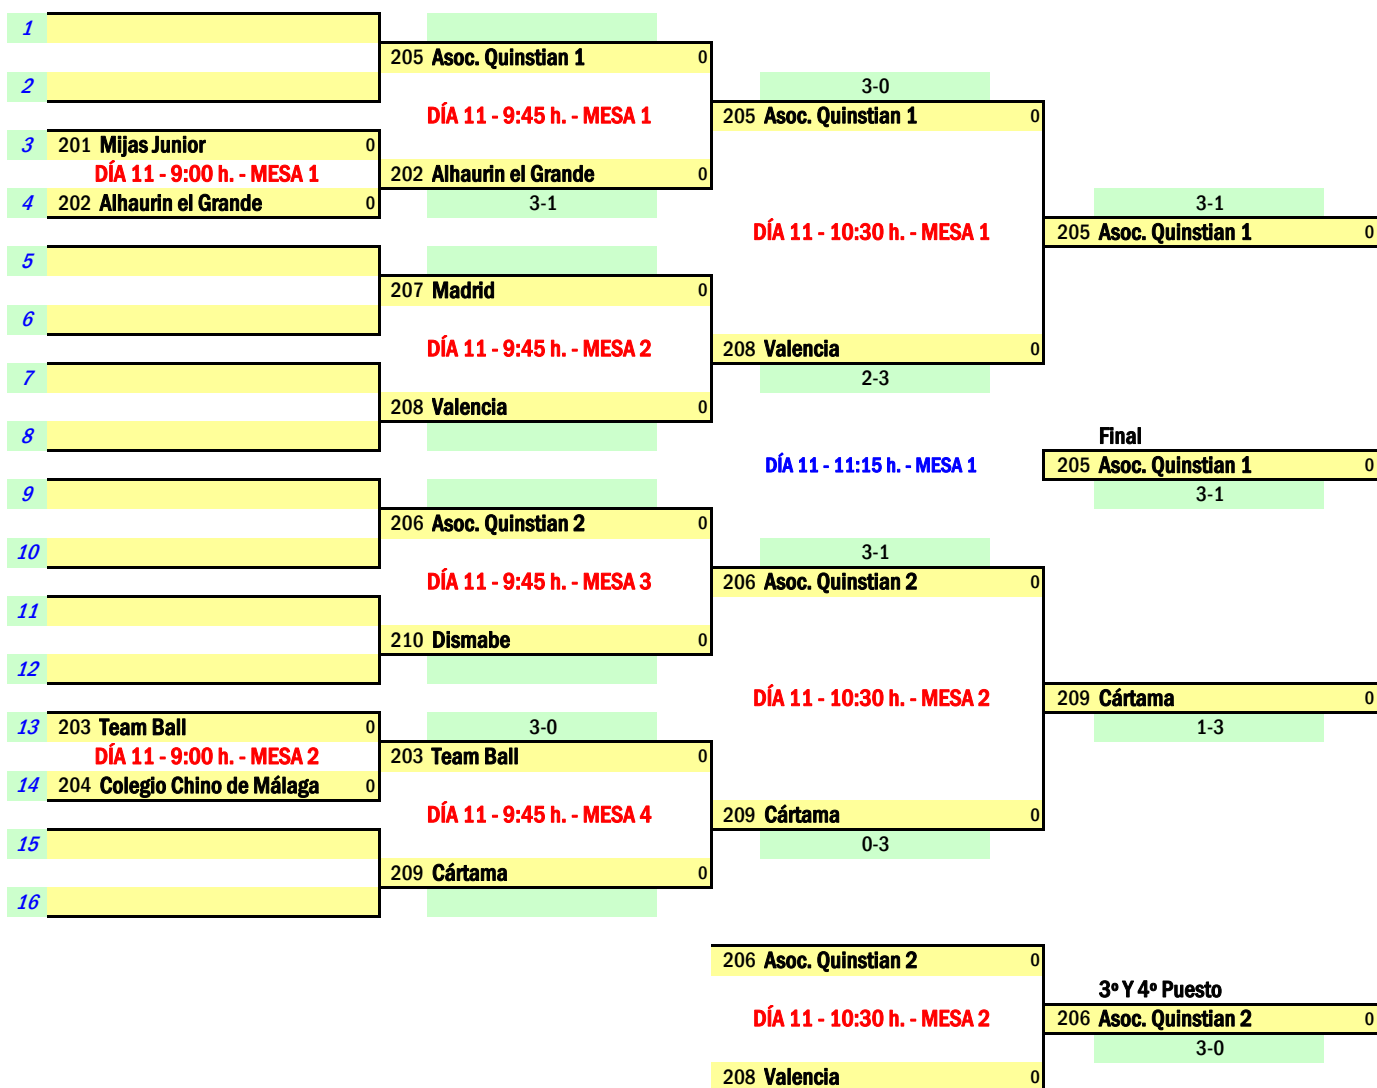 1
205 Asoc. Quinstian 1 0
2
3-0
DÍA 11 - 9:45 h. - MESA 1
205 Asoc. Quinstian 1 0
3 201 Mijas Junior 0
DÍA 11 - 9:00 h. - MESA 1
202 Alhaurin el Grande 0
4 202 Alhaurin el Grande 0
3-1
3-1
DÍA 11 - 10:30 h. - MESA 1
205 Asoc. Quinstian 1 0
5
207 Madrid 0
6
DÍA 11 - 9:45 h. - MESA 2
208 Valencia 0
7
2-3
208 Valencia 0
8
Final
DÍA 11 - 11:15 h. - MESA 1
205 Asoc. Quinstian 1 0
9
3-1
206 Asoc. Quinstian 2 0
10
3-1
DÍA 11 - 9:45 h. - MESA 3
206 Asoc. Quinstian 2 0
11
210 Dismabe 0
12
DÍA 11 - 10:30 h. - MESA 2
209 Cártama 0
13 203 Team Ball 0
3-0
1-3
DÍA 11 - 9:00 h. - MESA 2
203 Team Ball 0
14 204 Colegio Chino de Málaga 0
DÍA 11 - 9:45 h. - MESA 4
209 Cártama 0
15
0-3
209 Cártama 0
16
206 Asoc. Quinstian 2 0
3º Y 4º Puesto
DÍA 11 - 10:30 h. - MESA 2
206 Asoc. Quinstian 2 0
3-0
208 Valencia 0